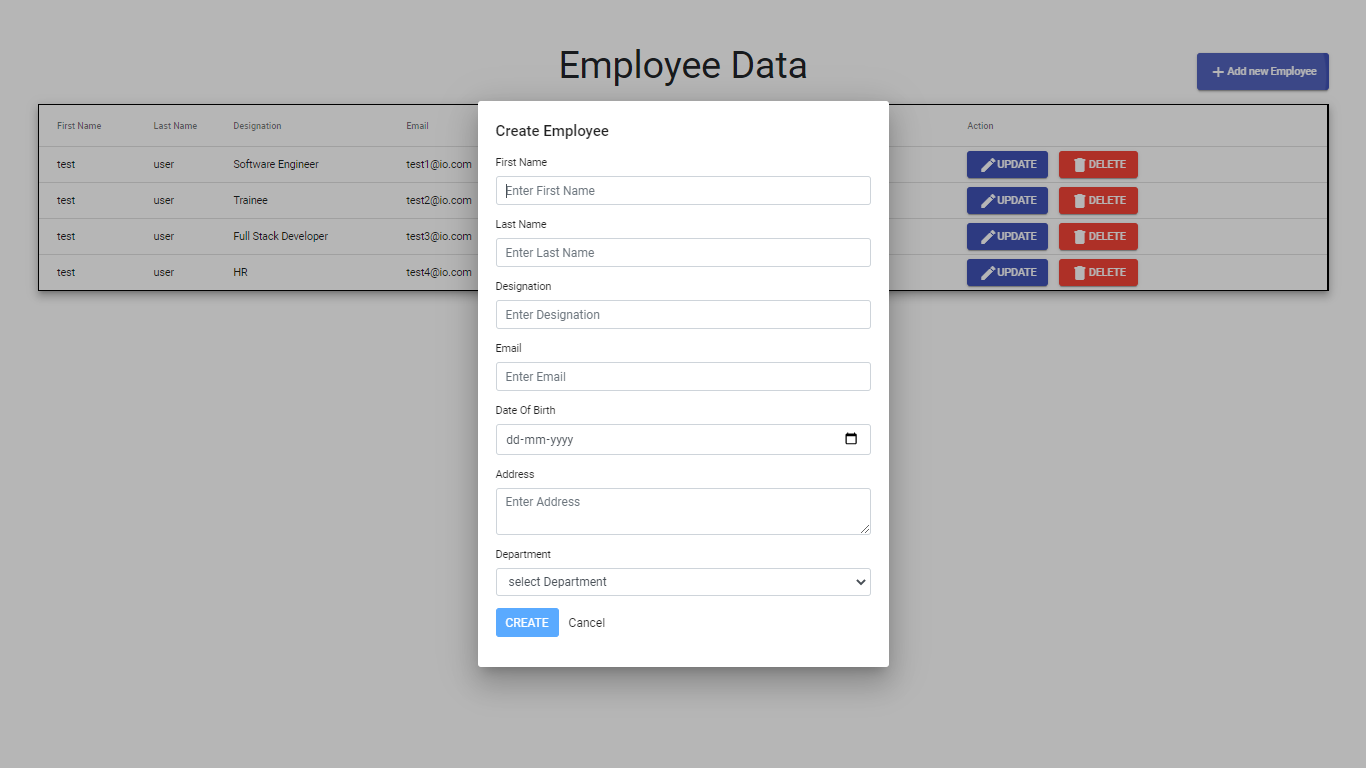 Employee Data
Add new Employee
First Name Last Name Designation Email Action
test user Software Engineer test1@io.com UPDATE DELETE
test user Trainee test2@io.com UPDATE DELETE
test user Full Stack Developer test3@io.com UPDATE DELETE
test user HR test4@io.com UPDATE DELETE
Create Employee
First Name
Enter First Name
Last Name
Enter Last Name
Designation
Enter Designation
Email
Enter Email
Date Of Birth
dd-mm-yyyy
Address
Enter Address
Department
select Department
CREATE Cancel